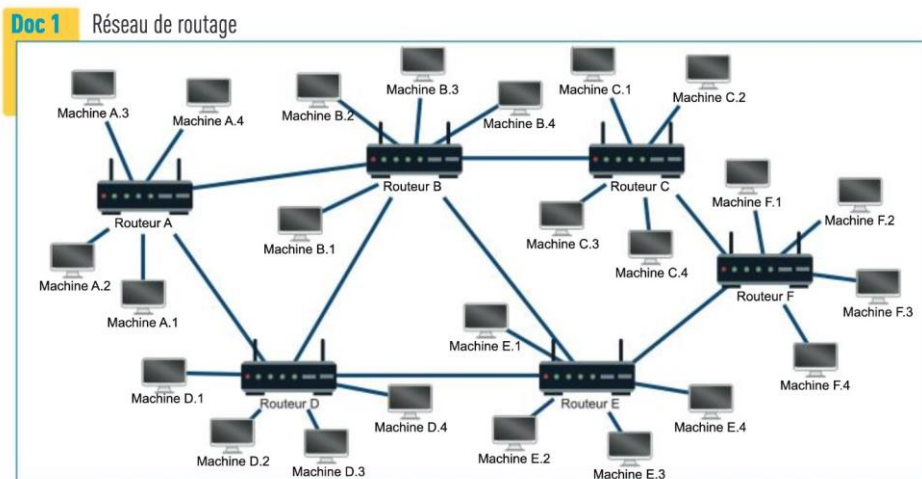 Doc 1 Réseau de routage
Machine A.3
Machine A.4
Machine B.2
Machine B.3
Machine B.4
Machine C.1
Machine C.2
Routeur A
Routeur B
Routeur C
Machine B.1
Machine C.3
Machine C.4
Machine F.1
Machine F.2
Machine A.2
Machine A.1
Routeur F
Machine F.3
Machine E.1
Machine F.4
Machine D.1
Routeur D
Machine D.4
Routeur E
Machine E.4
Machine D.2
Machine D.3
Machine E.2
Machine E.3